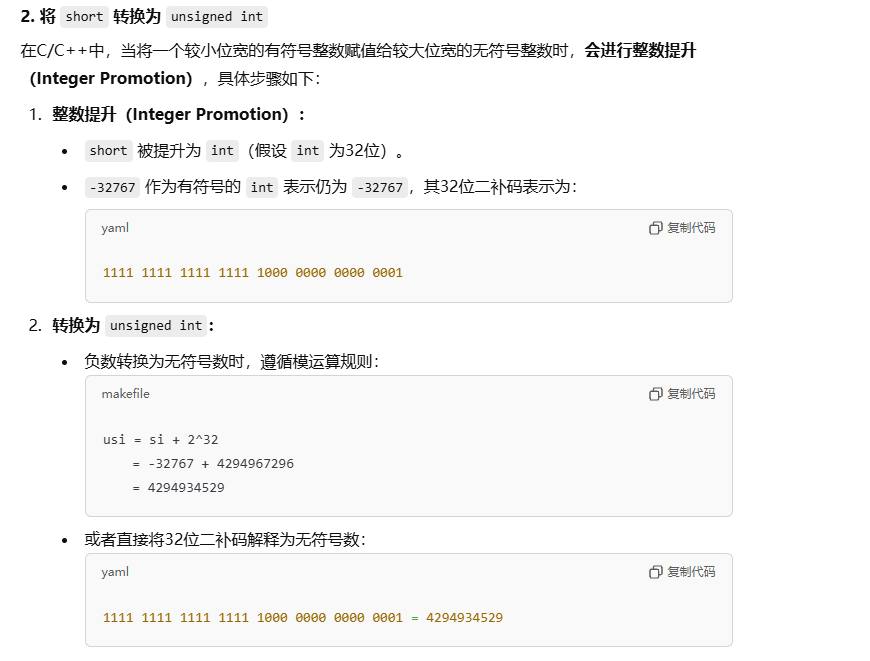 2. 将 short 转换为 unsigned int
在C/C++中，当将一个较小位宽的有符号整数赋值给较大位宽的无符号整数时，会进行整数提升
（Integer Promotion），具体步骤如下：
1. 整数提升（Integer Promotion）：
• short 被提升为 int（假设 int 为32位）。
• -32767 作为有符号的 int 表示仍为 -32767，其32位二补码表示为：
yaml 复制代码
1111 1111 1111 1111 1000 0000 0000 0001
2. 转换为 unsigned int：
• 负数转换为无符号数时，遵循模运算规则：
makefile 复制代码
usi = si + 2^32
= -32767 + 4294967296
= 4294934529
• 或者直接将32位二补码解释为无符号数：
yaml 复制代码
1111 1111 1111 1111 1000 0000 0000 0001 = 4294934529